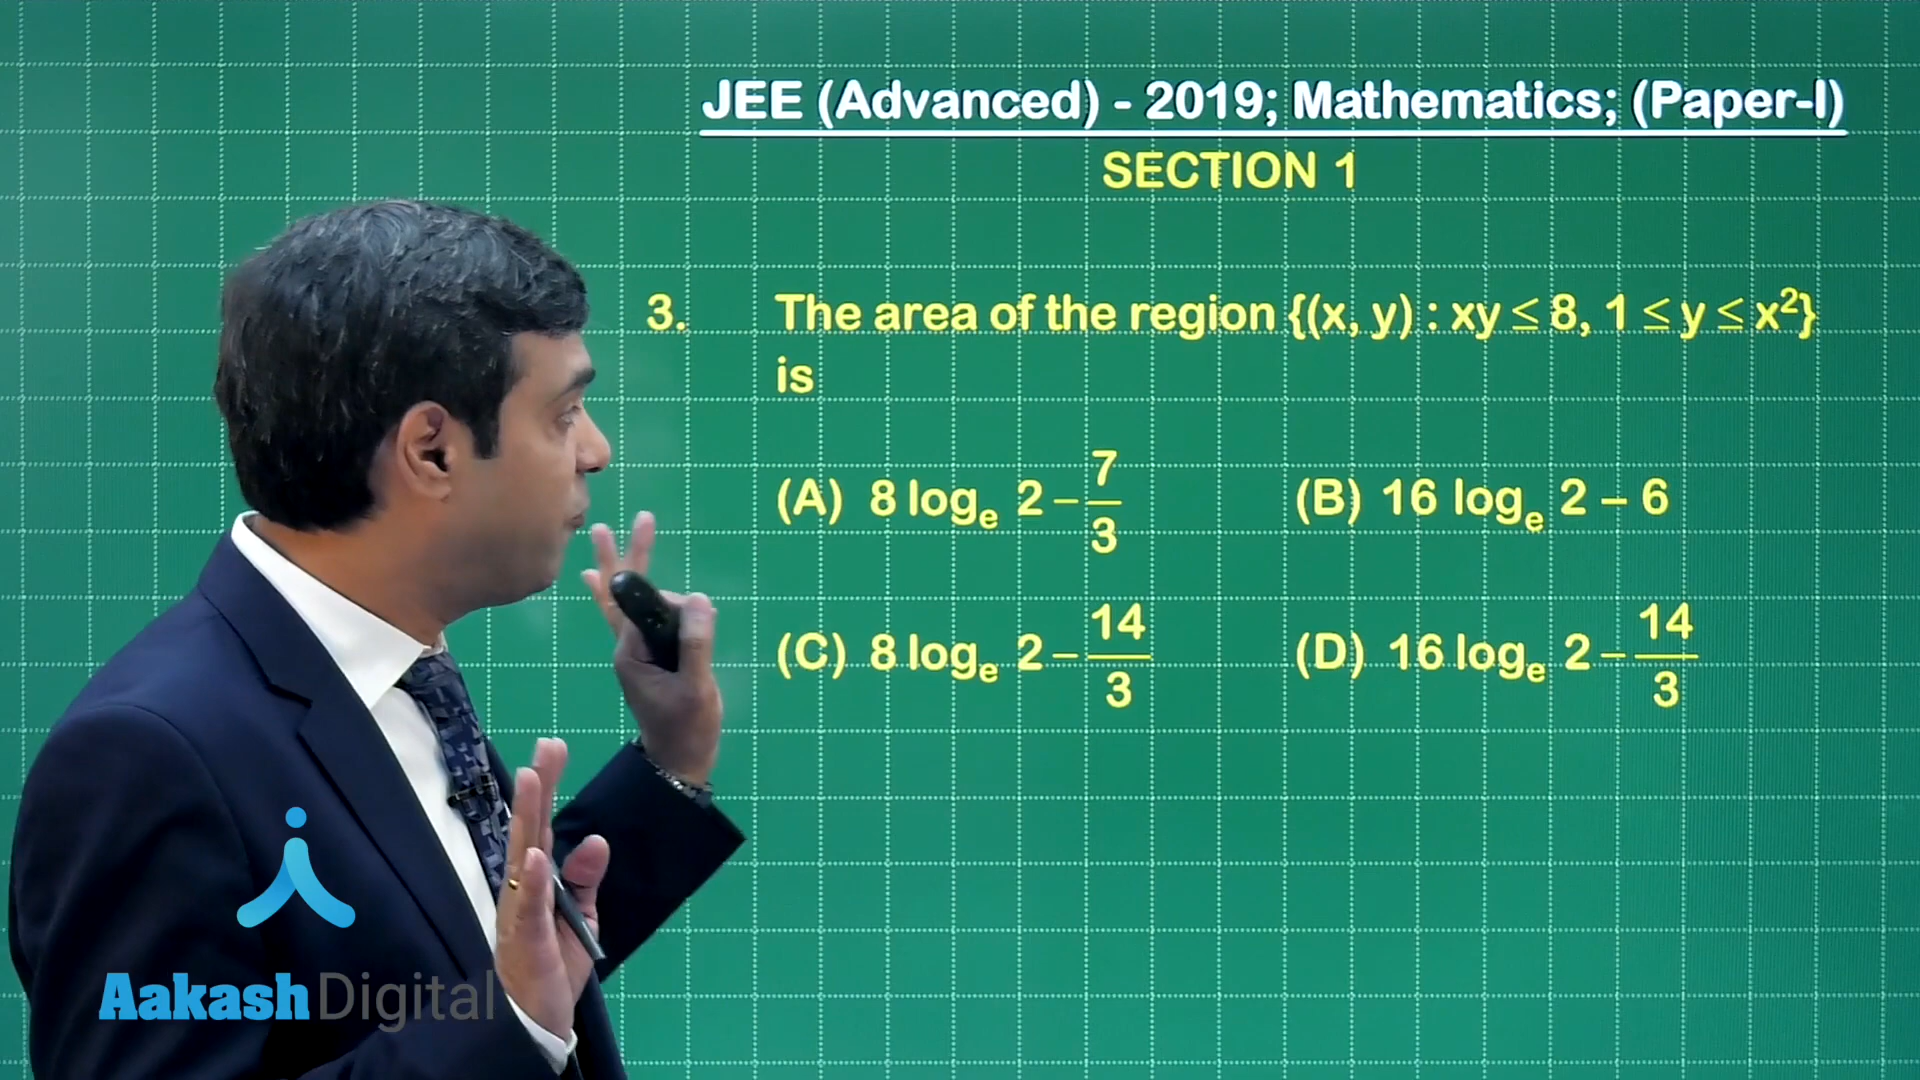 JEE (Advanced) - 2019; Mathematics; (Paper-I)
SECTION 1
3. The area of the region {(x, y) : xy ≤ 8, 1 ≤ y ≤ x²}
is
(A) 8 logₑ 2 – 7/3 (B) 16 logₑ 2 – 6
(C) 8 logₑ 2 – 14/3 (D) 16 logₑ 2 – 14/3
Aakash Digital